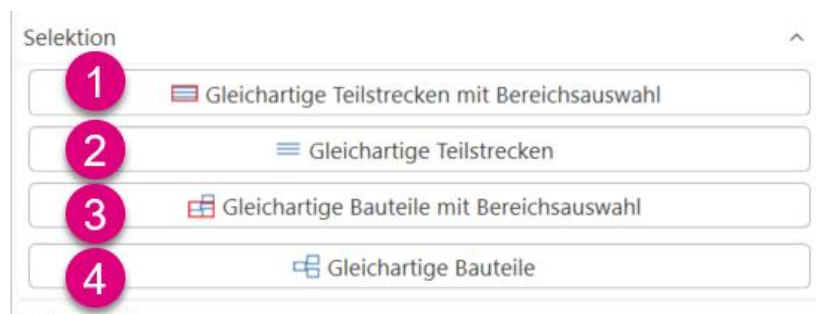 Selektion
1 Gleichartige Teilstrecken mit Bereichsauswahl
2 Gleichartige Teilstrecken
3 Gleichartige Bauteile mit Bereichsauswahl
4 Gleichartige Bauteile